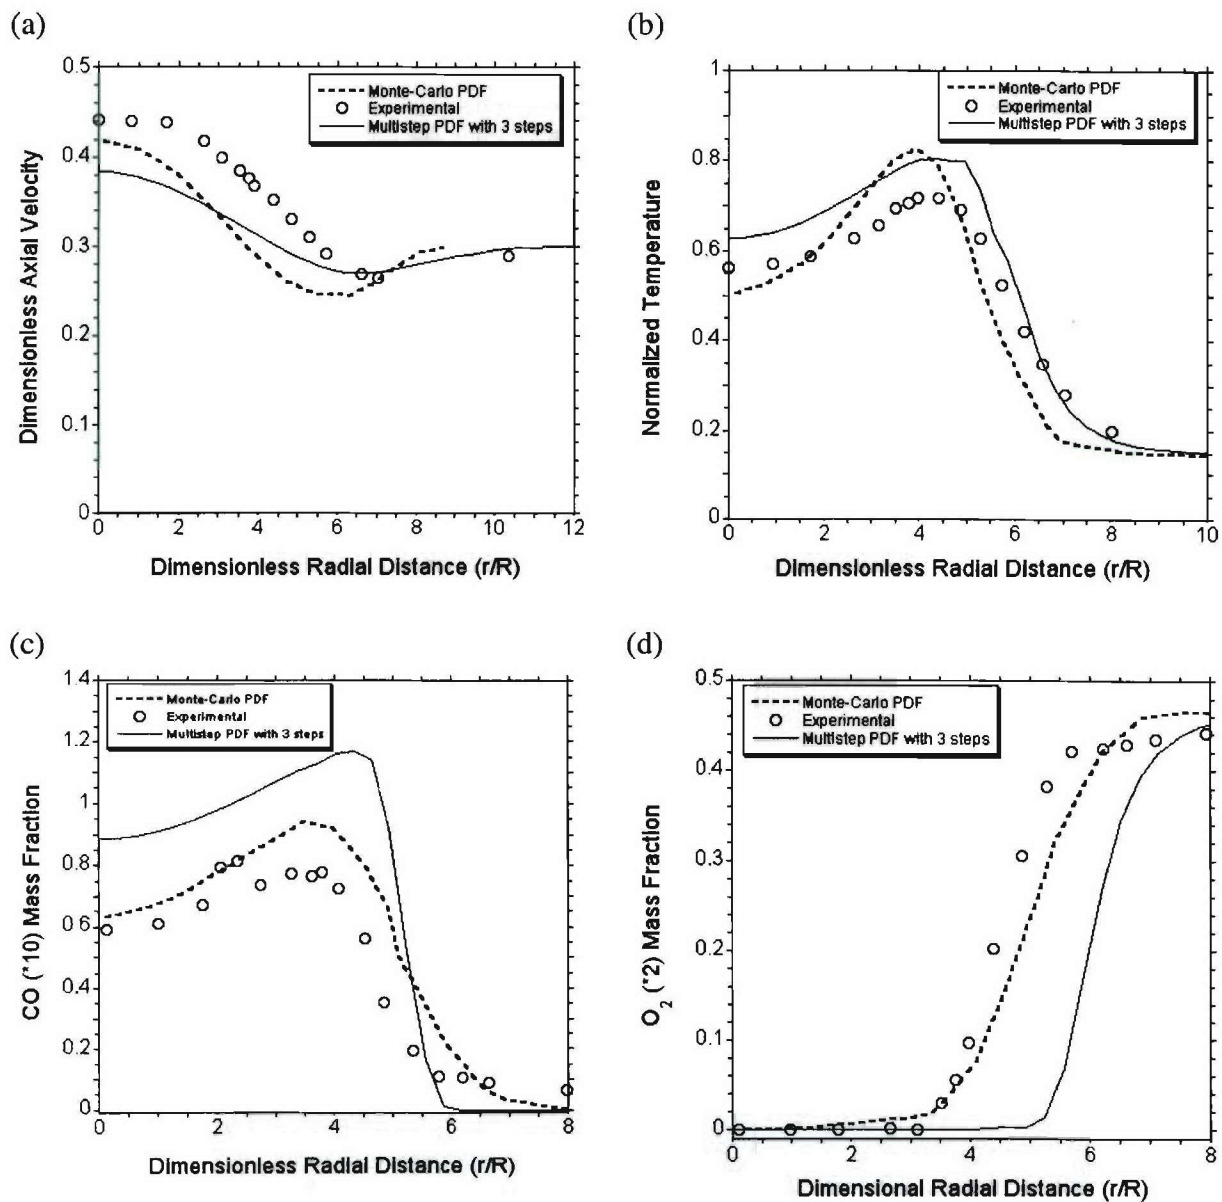 (a)
0.5
0.4
0.3
0.2
0.1
0
Dimensionless Axial Velocity
Monte-Carlo PDF
Experimental
Multistep PDF with 3 steps
0 2 4 6 8 10 12
Dimensionless Radial Distance (r/R)
(b)
1
0.8
0.6
0.4
0.2
0
Normalized Temperature
Monte-Carlo PDF
Experimental
Multistep PDF with 3 steps
0 2 4 6 8 10
Dimensionless Radial Distance (r/R)
(c)
1.4
1.2
1
0.8
0.6
0.4
0.2
0
CO (*10) Mass Fraction
Monte-Carlo PDF
Experimental
Multistep PDF with 3 steps
0 2 4 6 8
Dimensionless Radial Distance (r/R)
(d)
0.5
0.4
0.3
0.2
0.1
0
O2 (*2) Mass Fraction
Monte-Carlo PDF
Experimental
Multistep PDF with 3 steps
0 2 4 6 8
Dimensional Radial Distance (r/R)